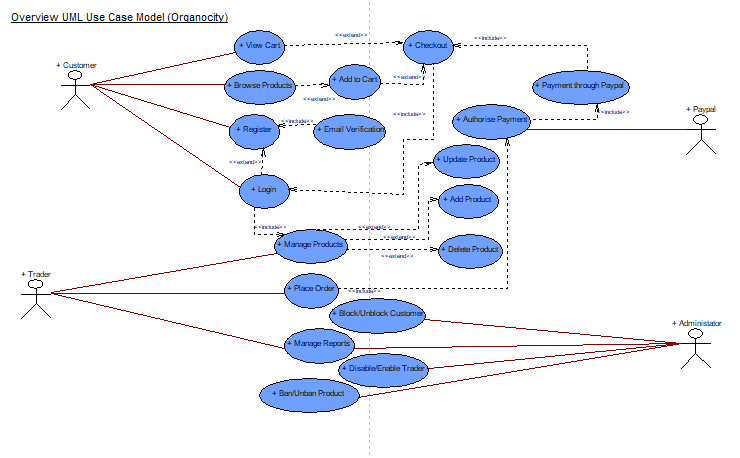 Overview UML Use Case Model (Organocity)
+ Customer
+ View Cart
<<extend>>
+ Checkout
<<include>>
+ Browse Products
<<extend>>
+ Add to Cart
<<extend>>
+ Payment through Paypal
<<include>>
+ Register
<<include>>
+ Email Verification
<<include>>
+ Authorise Payment
+ Paypal
<<extend>>
+ Login
+ Update Product
+ Add Product
<<include>>
<<extend>>
<<extend>>
+ Manage Products
<<extend>>
+ Delete Product
+ Trader
+ Place Order
<<include>>
+ Block/Unblock Customer
+ Administator
+ Manage Reports
+ Disable/Enable Trader
+ Ban/Unban Product